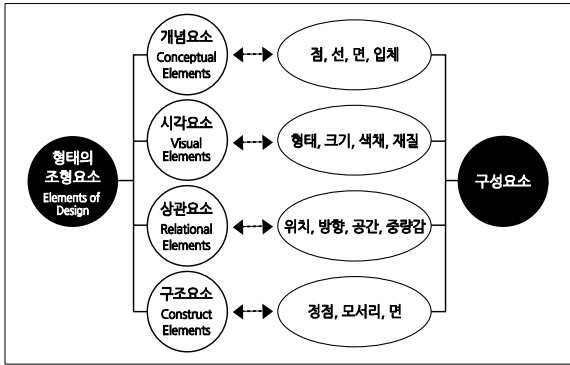 형태의
조형요소
Elements of
Design
개념요소
Conceptual
Elements
점, 선, 면, 입체
시각요소
Visual
Elements
형태, 크기, 색채, 재질
상관요소
Relational
Elements
위치, 방향, 공간, 중량감
구조요소
Construct
Elements
정점, 모서리, 면
구성요소